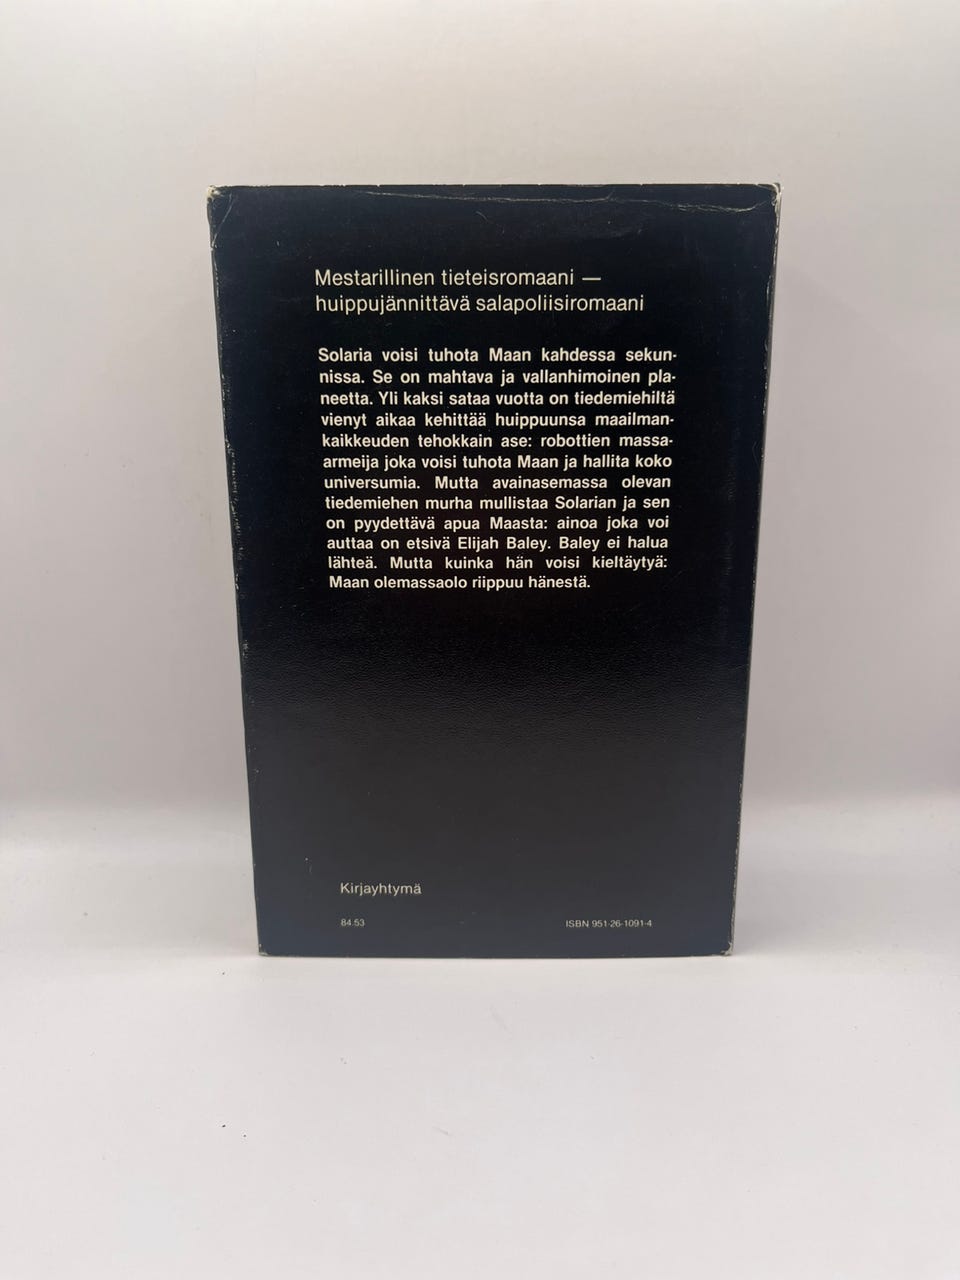 Mestarillinen tieteisromaani —
huippujännittävä salapoliisiromaani
Solaria voisi tuhota Maan kahdessa sekun-
nissa. Se on mahtava ja vallanhimoinen pla-
neetta. Yli kaksi sataa vuotta on tiedemiehiltä
vienyt aikaa kehittää huippuunsa maailman-
kaikkeuden tehokkain ase: robottien massa-
armeija joka voisi tuhota Maan ja hallita koko
universumia. Mutta avainasemassa olevan
tiedemiehen murha mullistaa Solarian ja sen
on pyydettävä apua Maasta: ainoa joka voi
auttaa on etsivä Elijah Baley. Baley ei halua
lähteä. Mutta kuinka hän voisi kieltäytyä:
Maan olemassaolo riippuu hänestä.
Kirjayhtymä
84.53 ISBN 951-26-1091-4